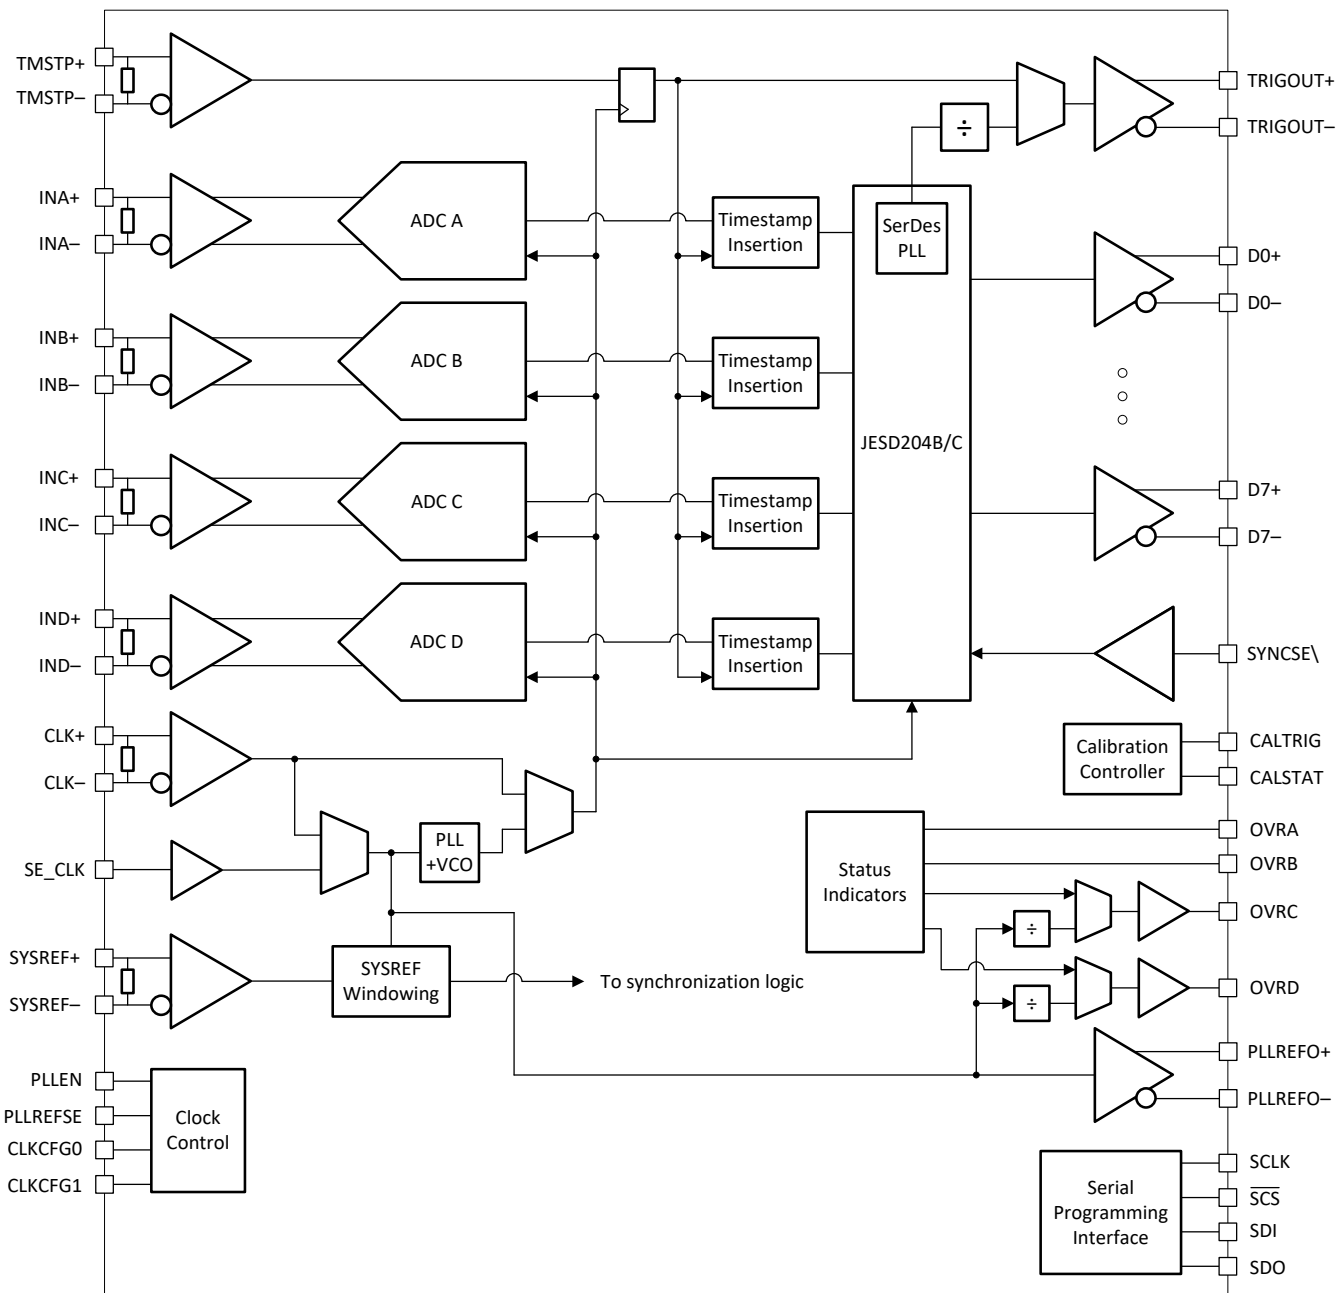 TMSTP+
TMSTP–
INA+
INA–
INB+
INB–
INC+
INC–
IND+
IND–
CLK+
CLK–
SE_CLK
SYSREF+
SYSREF–
PLLEN
PLLREFSE
CLKCFG0
CLKCFG1
ADC A
ADC B
ADC C
ADC D
PLL
+VCO
SYSREF
Windowing
To synchronization logic
Clock
Control
Timestamp
Insertion
Timestamp
Insertion
Timestamp
Insertion
Timestamp
Insertion
÷
SerDes
PLL
JESD204B/C
Calibration
Controller
Status
Indicators
÷
÷
Serial
Programming
Interface
TRIGOUT+
TRIGOUT–
D0+
D0–
D7+
D7–
SYNCSE\
CALTRIG
CALSTAT
OVRA
OVRB
OVRC
OVRD
PLLREFO+
PLLREFO–
SCLK
S̅C̅S̅
SDI
SDO